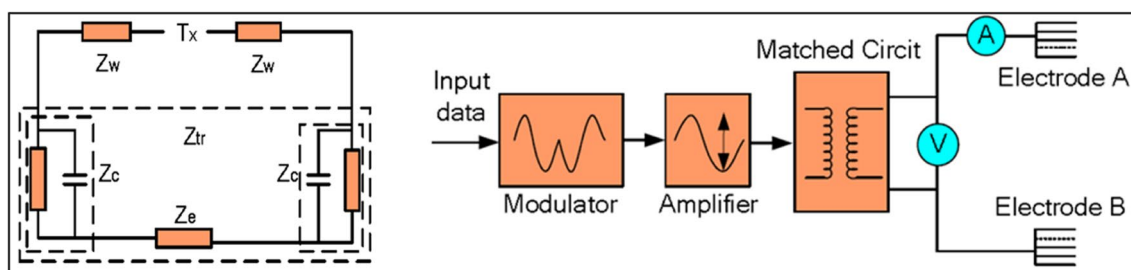 Tx
Zw
Zw
Ztr
Zc
Zc
Ze
Input
data
Modulator
Amplifier
Matched Circit
A
Electrode A
V
Electrode B